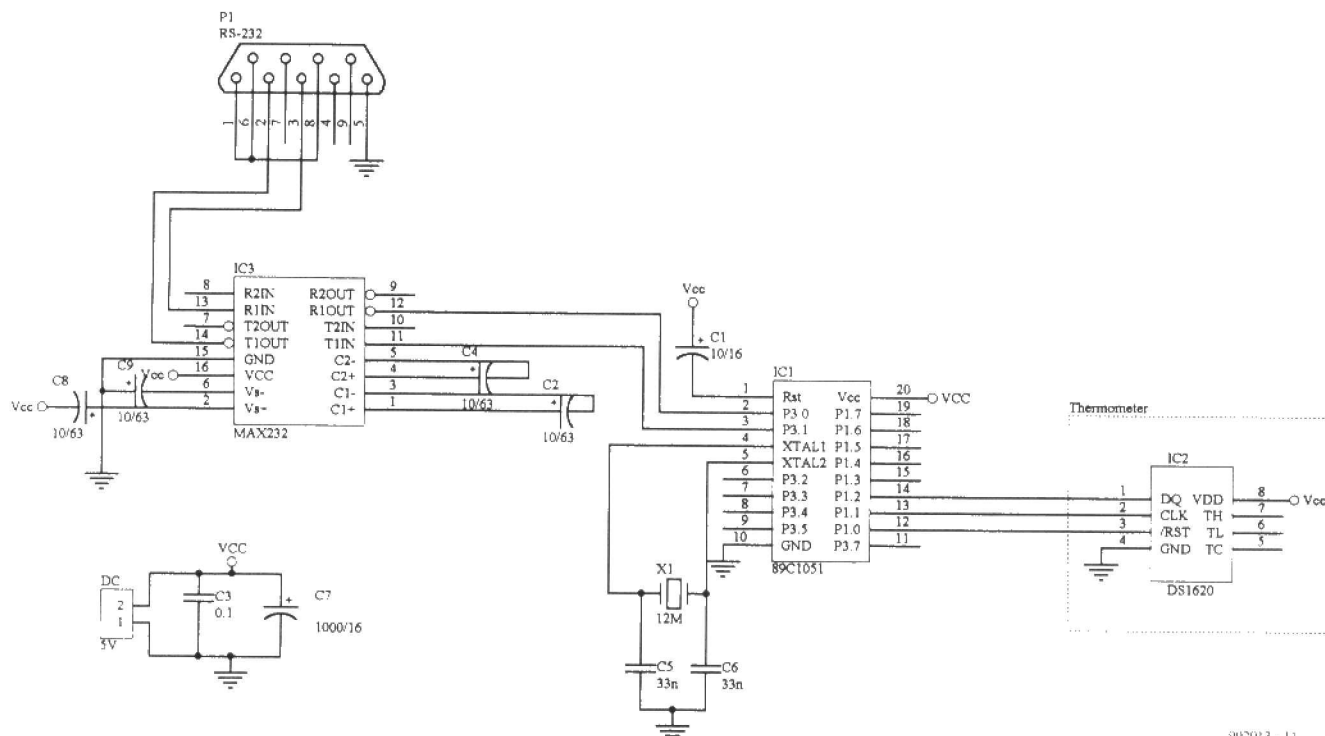 P1
RS-232
1 6 2 7 3 8 4 9 5
IC3
8 R2IN R2OUT 9
13 R1IN R1OUT 12
7 T2OUT T2IN 10
14 T1OUT T1IN 11
15 GND C2- 5
16 VCC C2+ 4
6 Vs- C1- 3
2 Vs- C1+ 1
MAX232
Vcc
C8
10/63
C9
10/63
Vcc
C4
10/63
C2
10/63
Vcc
C1
10/16
IC1
1 Rst Vcc 20 VCC
2 P3.0 P1.7 19
3 P3.1 P1.6 18
4 XTAL1 P1.5 17
5 XTAL2 P1.4 16
6 P3.2 P1.3 15
7 P3.3 P1.2 14
8 P3.4 P1.1 13
9 P3.5 P1.0 12
10 GND P3.7 11
89C1051
Thermometer
IC2
1 DQ VDD 8 Vcc
2 CLK TH 7
3 /RST TL 6
4 GND TC 5
DS1620
VCC
DC
2
1
5V
C3
0.1
C7
1000/16
X1
12M
C5
33n
C6
33n